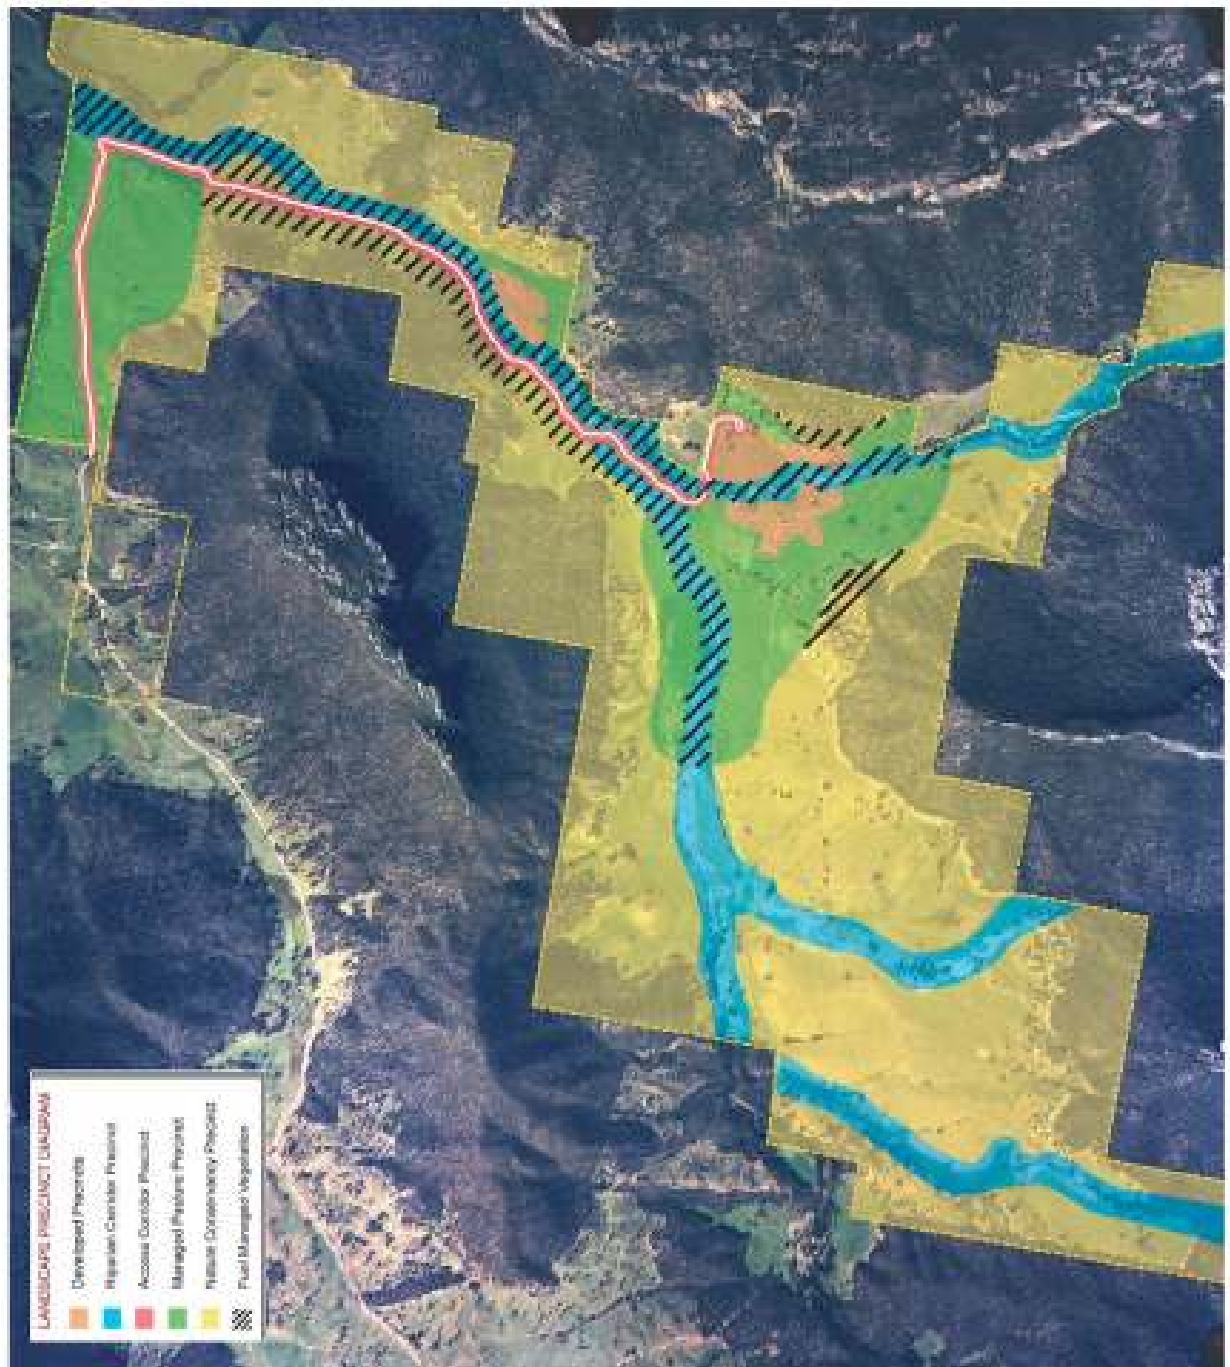 LANDSCAPE PRECINCT DIAGRAM
Developed Precincts
Riparian Corridor Precinct
Access Corridor Precinct
Managed Pasture Precinct
Nature Conservancy Precinct
Fuel Managed Vegetation